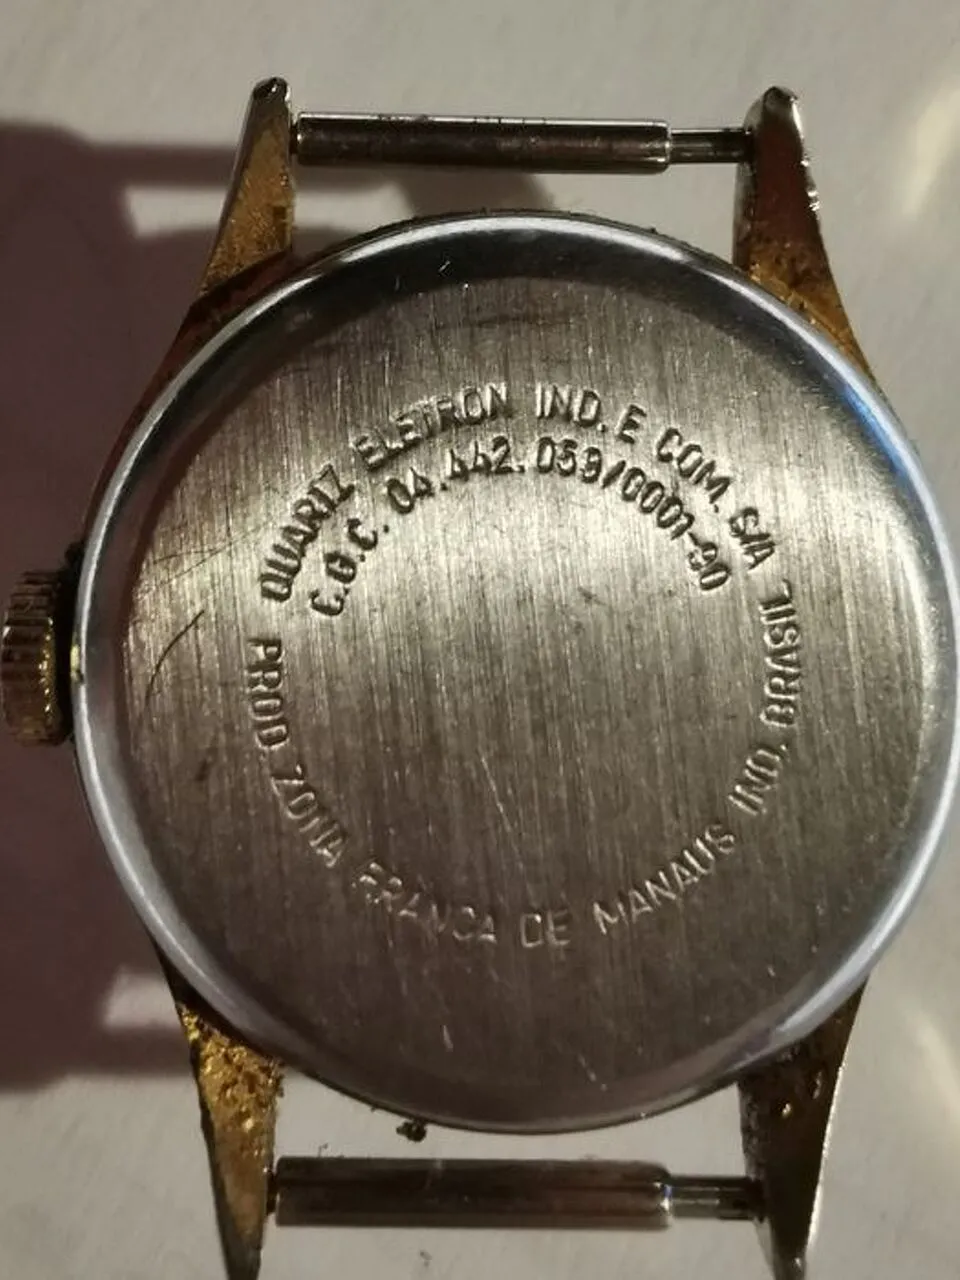 QUARTZ ELETRON IND. E COM. S/A
C.G.C. 04.442.059/0001-90
PROD. ZONA FRANCA DE MANAUS IND. BRASIL